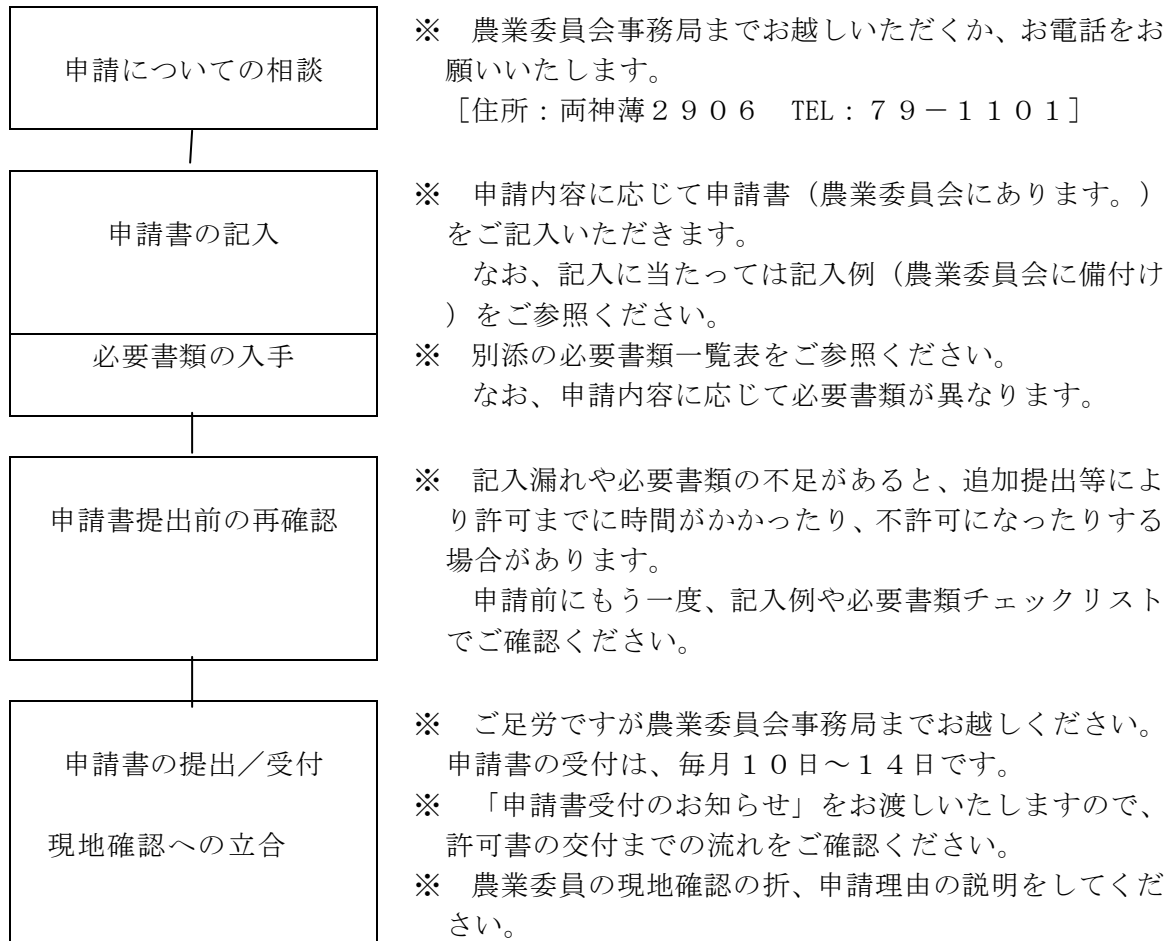 申請についての相談
※　農業委員会事務局までお越しいただくか、お電話をお
願いいたします。
［住所：両神薄２９０６　TEL：７９－１１０１］
申請書の記入
※　申請内容に応じて申請書（農業委員会にあります。）
をご記入いただきます。
なお、記入に当たっては記入例（農業委員会に備付け
）をご参照ください。
必要書類の入手
※　別添の必要書類一覧表をご参照ください。
なお、申請内容に応じて必要書類が異なります。
申請書提出前の再確認
※　記入漏れや必要書類の不足があると、追加提出等によ
り許可までに時間がかかったり、不許可になったりする
場合があります。
申請前にもう一度、記入例や必要書類チェックリスト
でご確認ください。
申請書の提出／受付
現地確認への立合
※　ご足労ですが農業委員会事務局までお越しください。
申請書の受付は、毎月１０日～１４日です。
※　「申請書受付のお知らせ」をお渡しいたしますので、
許可書の交付までの流れをご確認ください。
※　農業委員の現地確認の折、申請理由の説明をしてくだ
さい。